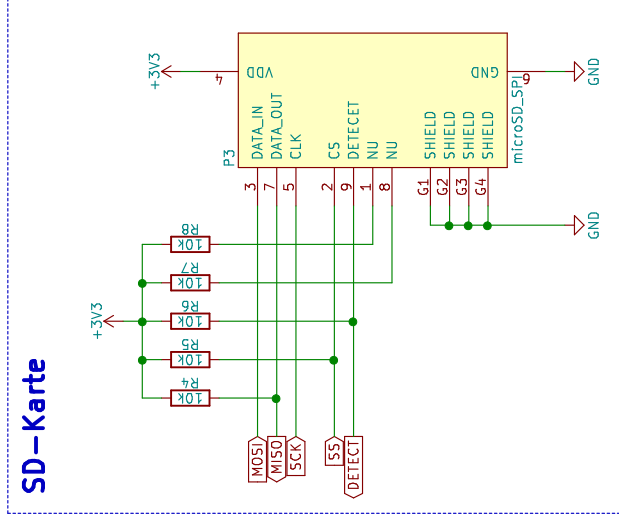 +3V3
4
VDD
GND
6
GND
P3
DATA_IN
DATA_OUT
CLK
CS
DETECET
NU
NU
SHIELD
SHIELD
SHIELD
SHIELD
microSD_SPI
3
7
5
2
9
1
8
G1
G2
G3
G4
GND
R8
10k
R7
10k
R6
10k
R5
10k
R4
10k
+3V3
MOSI
MISO
SCK
SS
DETECT
SD-Karte